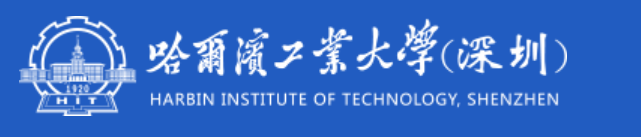 1920
HIT
哈爾濱工業大學(深圳)
HARBIN INSTITUTE OF TECHNOLOGY, SHENZHEN